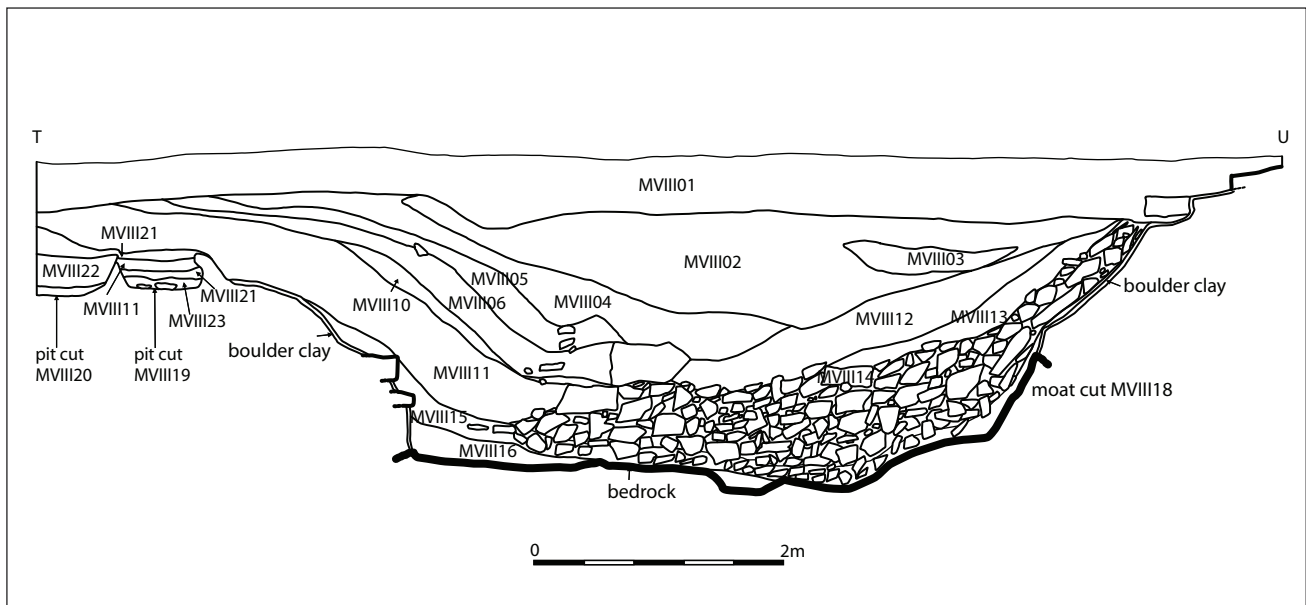 T
U
MVIII01
MVIII21
MVIII22
MVIII02
MVIII03
MVIII05
MVIII21
MVIII10
MVIII06
MVIII04
MVIII11
MVIII23
MVIII12
MVIII13
boulder clay
pit cut
MVIII20
pit cut
MVIII19
boulder clay
MVIII11
MVIII14
moat cut MVIII18
MVIII15
MVIII16
bedrock
0
2m